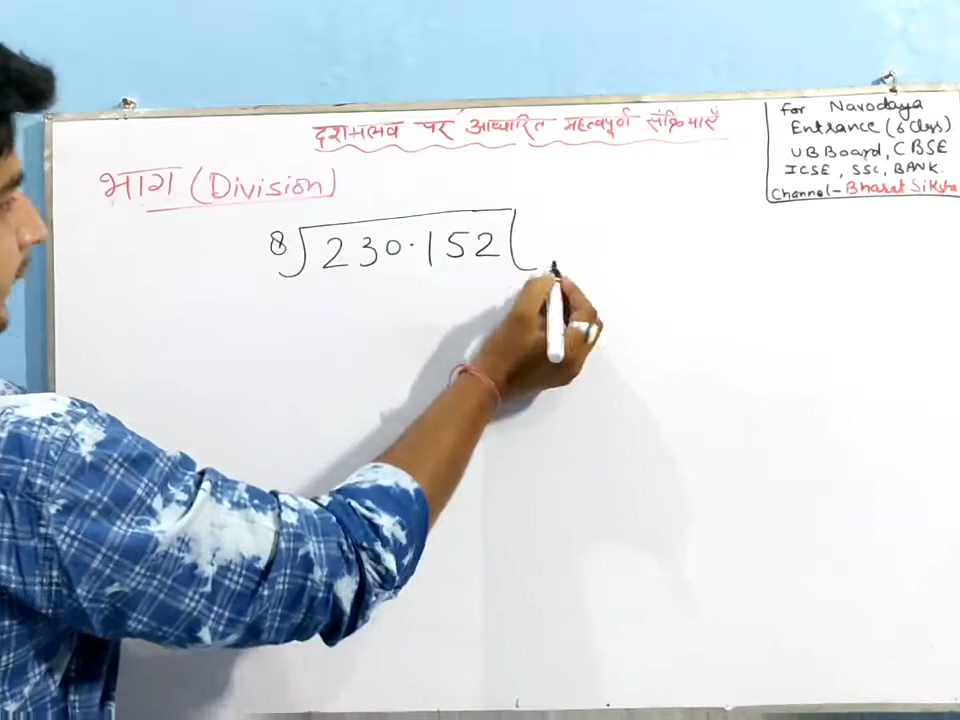 दशमलव पर आधारित महत्वपूर्ण संक्रियाएँ
For Navodaya
Entrance (6 Class)
UB Board, CBSE
ICSE, SSC, BANK.
Channel- Bharat Siksha
भाग (Division)
8 230.152